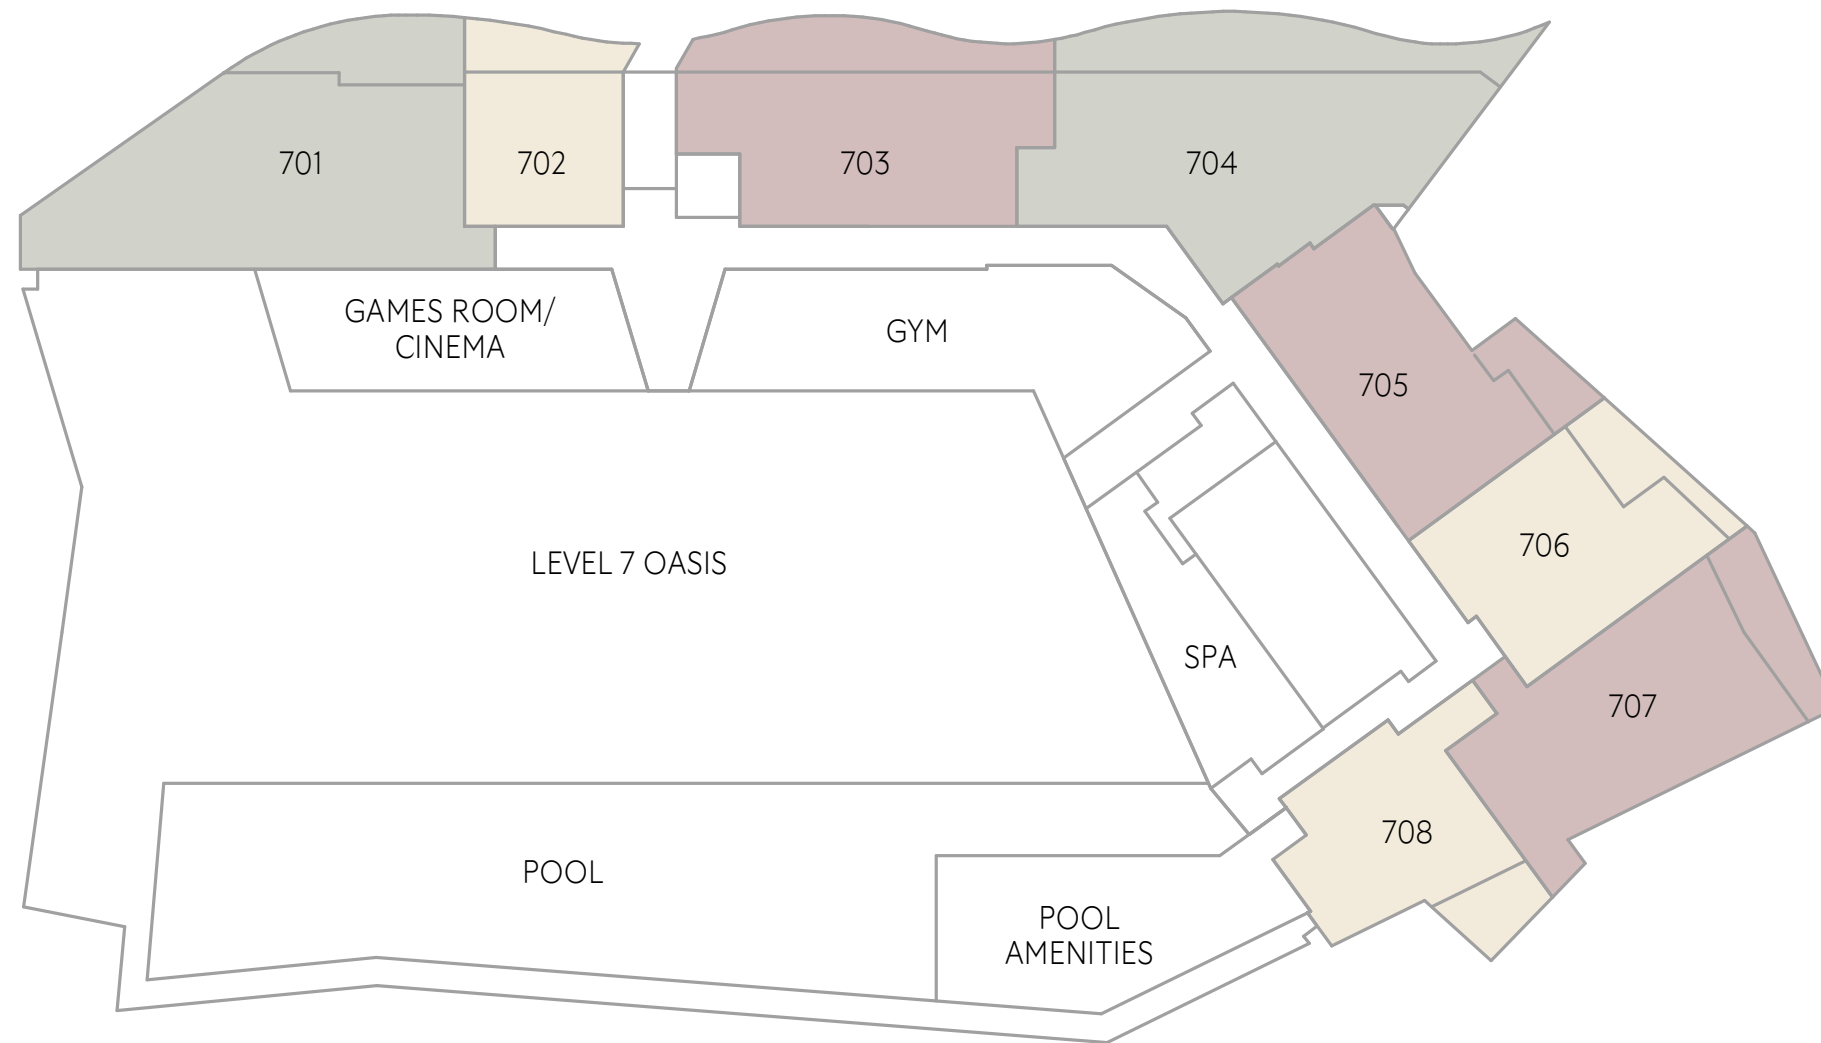 701
702
703
704
GAMES ROOM/
CINEMA
GYM
705
LEVEL 7 OASIS
706
SPA
707
708
POOL
POOL
AMENITIES